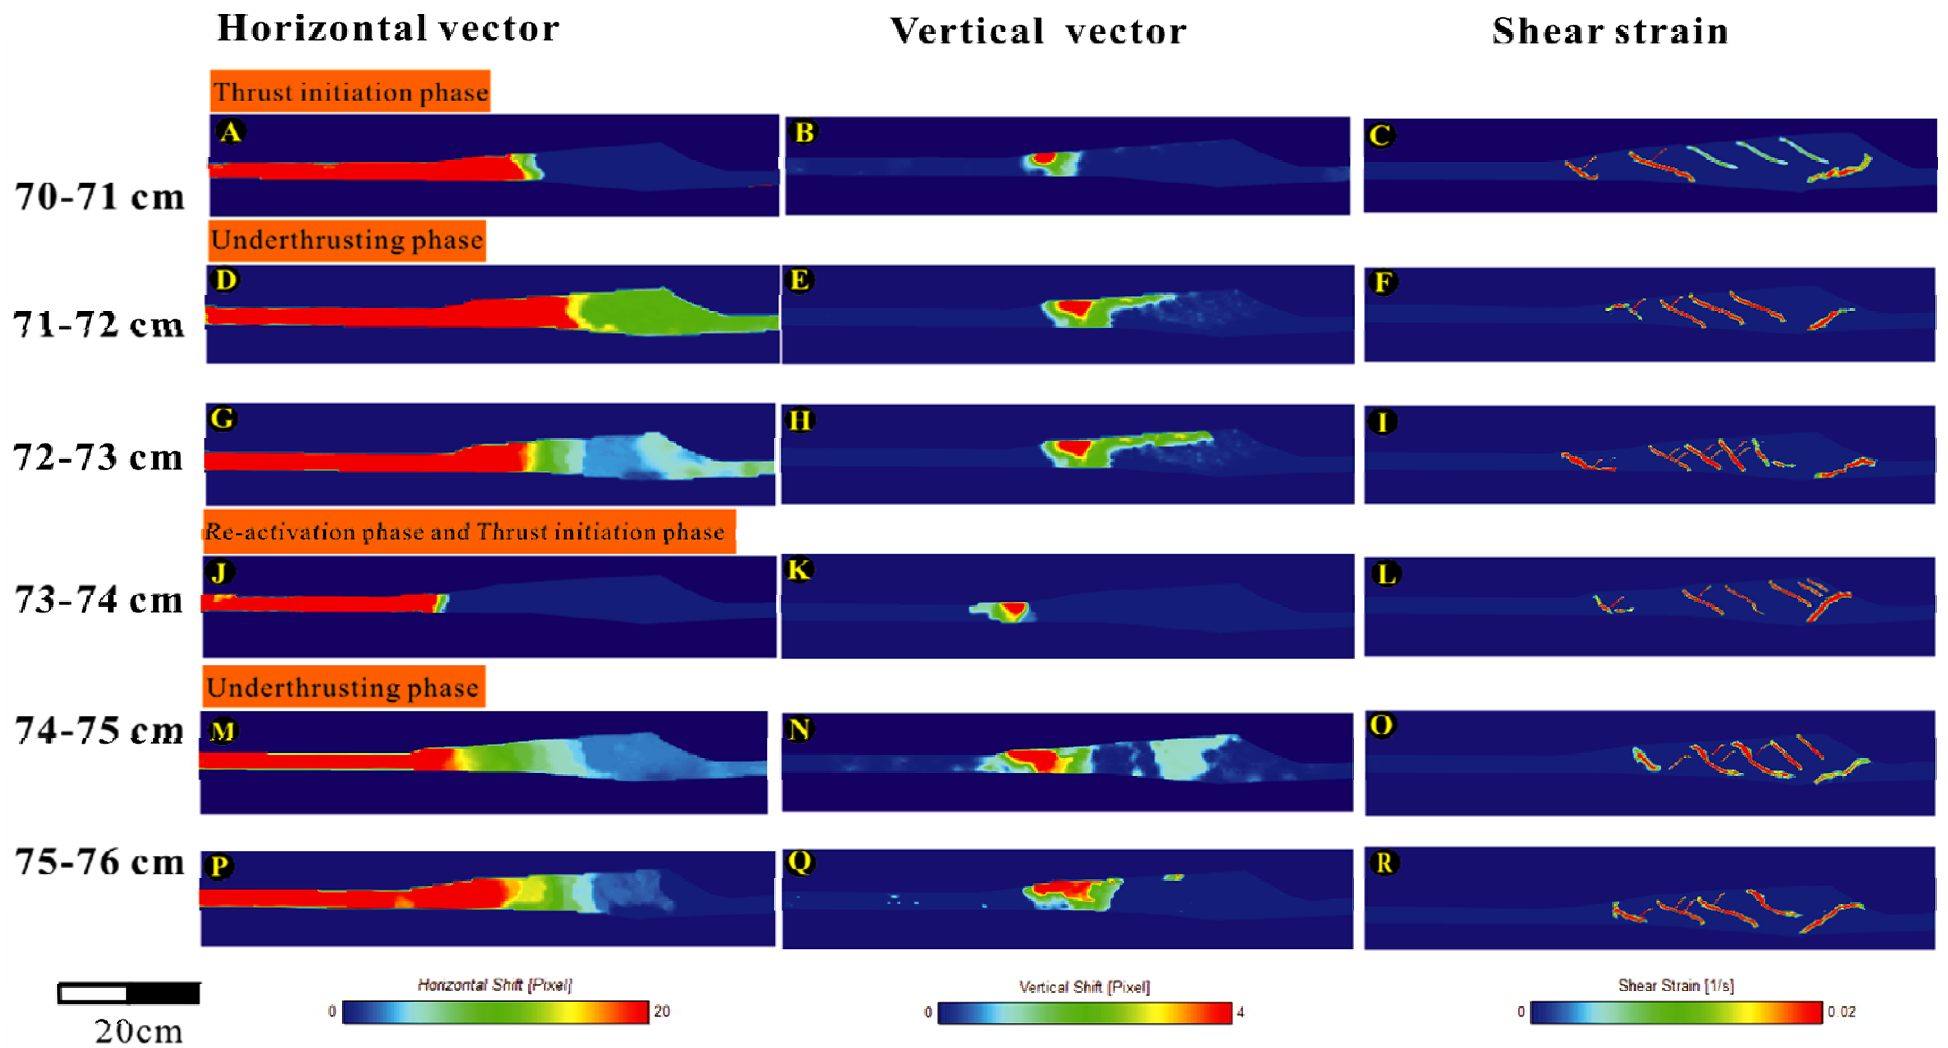 Horizontal vector
Vertical vector
Shear strain
Thrust initiation phase
70-71 cm
A
B
C
Underthrusting phase
71-72 cm
D
E
F
72-73 cm
G
H
I
Re-activation phase and Thrust initiation phase
73-74 cm
J
K
L
Underthrusting phase
74-75 cm
M
N
O
75-76 cm
P
Q
R
20cm
Horizontal Shift [Pixel]
0
20
Vertical Shift [Pixel]
0
4
Shear Strain [1/s]
0
0.02